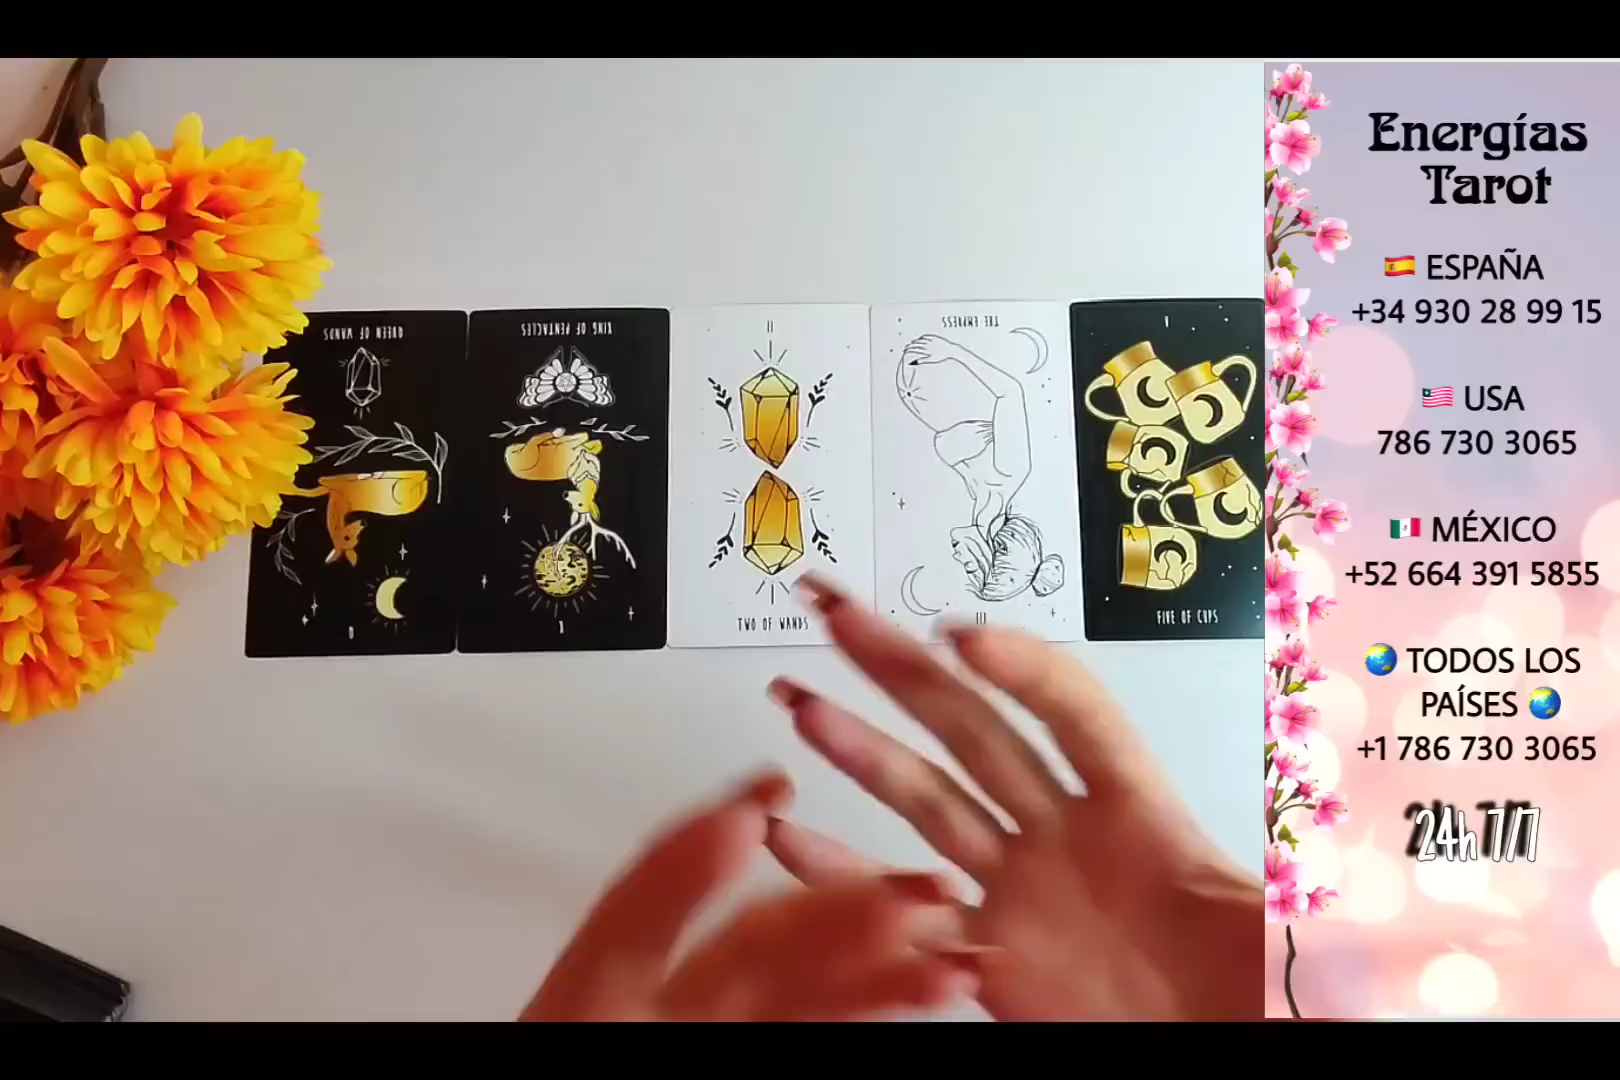 QUEEN OF WANDS
Q
KING OF PENTACLES
K
II
TWO OF WANDS
THE EMPRESS
III
V
FIVE OF CUPS
Energías
Tarot
🇪🇸 ESPAÑA
+34 930 28 99 15
🇱🇷 USA
786 730 3065
🇲🇽 MÉXICO
+52 664 391 5855
🌏 TODOS LOS
PAÍSES 🌏
+1 786 730 3065
24h 7/7